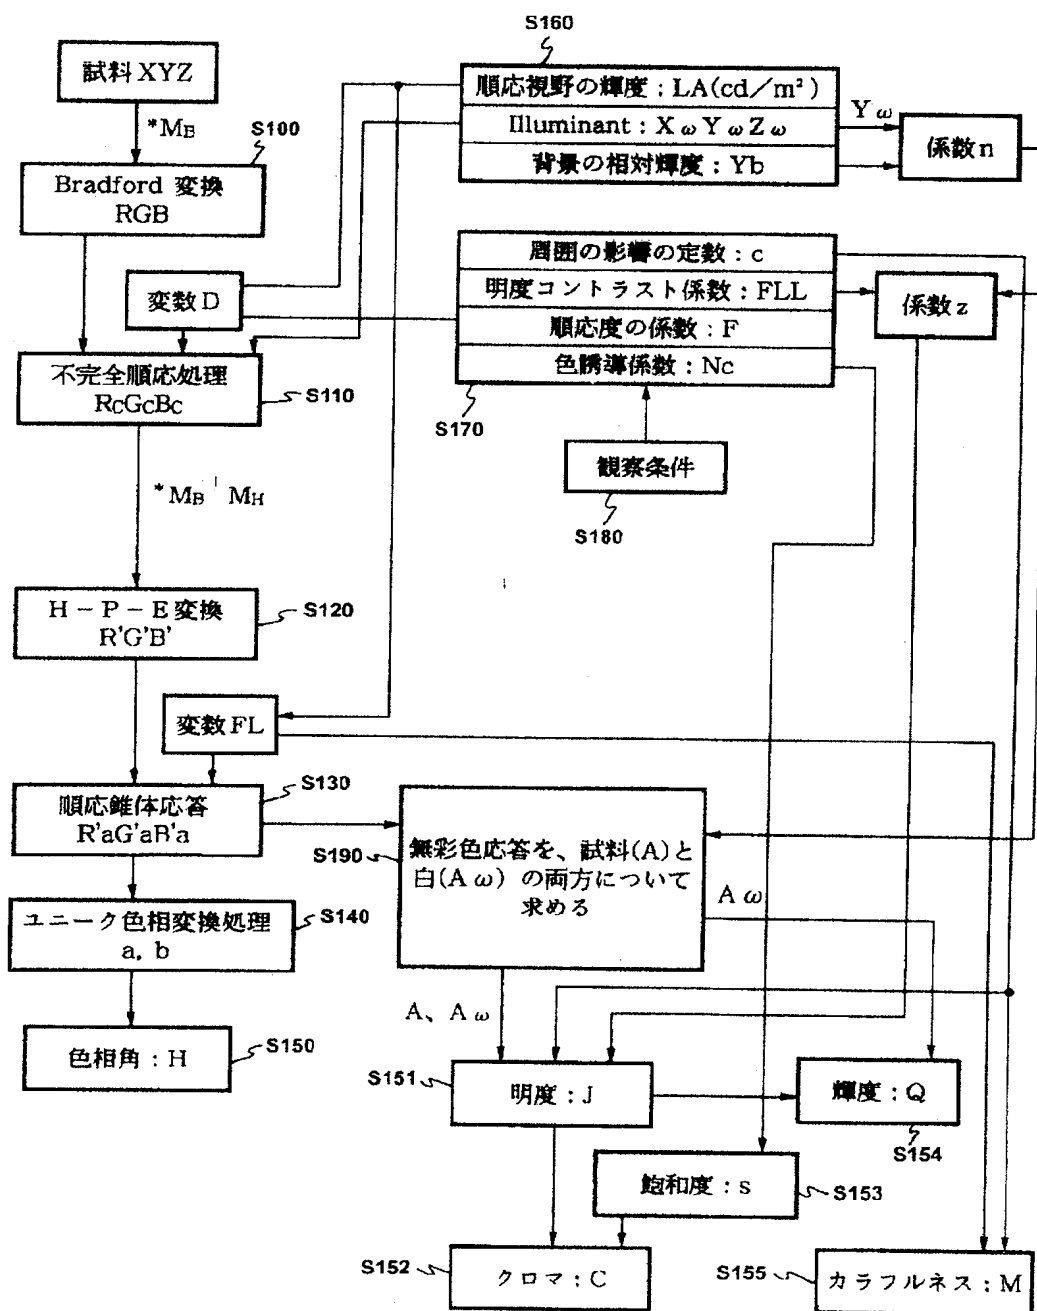 S160
試料XYZ
*MB
S100
Bradford 変換
RGB
順応視野の輝度：LA(cd／m²)
Illuminant：XωYωZω
背景の相対輝度：Yb
Yω
係数n
周囲の影響の定数：c
明度コントラスト係数：FLL
順応度の係数：F
色誘導係数：Nc
係数z
変数D
不完全順応処理
RcGcBc
S110
S170
観察条件
S180
*MB MH
H－P－E変換
R'G'B'
S120
変数FL
順応錐体応答
R'aG'aB'a
S130
S190
無彩色応答を、試料(A)と
白(Aω) の両方について
求める
Aω
ユニーク色相変換処理
a, b
S140
A、Aω
色相角：H
S150
S151
明度：J
輝度：Q
S154
飽和度：s
S153
S152
クロマ：C
S155
カラフルネス：M